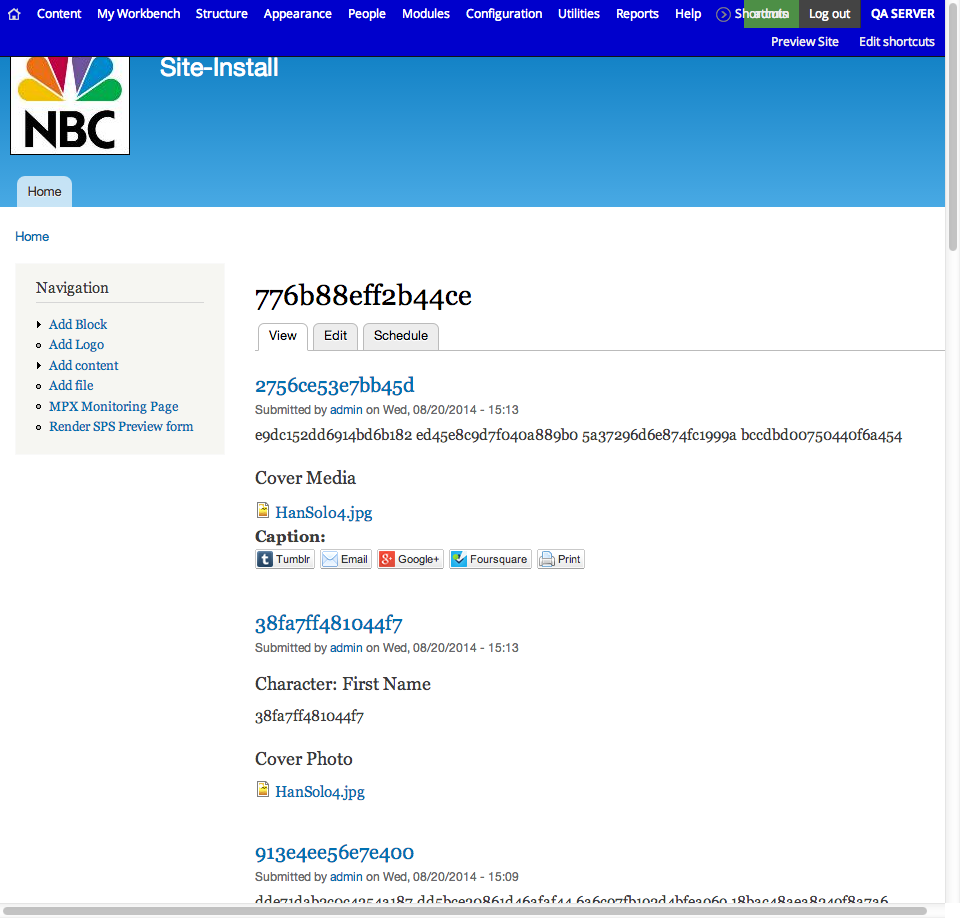 Content My Workbench Structure Appearance People Modules Configuration Utilities Reports Help Shortcuts Log out QA SERVER
Preview Site Edit shortcuts
Site-Install
NBC
Home
Home
Navigation
Add Block
Add Logo
Add content
Add file
MPX Monitoring Page
Render SPS Preview form
776b88eff2b44ce
View Edit Schedule
2756ce53e7bb45d
Submitted by admin on Wed, 08/20/2014 - 15:13
e9dc152dd6914bd6b182 ed45e8c9d7f040a889b0 5a37296d6e874fc1999a bccdbd00750440f6a454
Cover Media
HanSolo4.jpg
Caption:
Tumblr Email Google+ Foursquare Print
38fa7ff481044f7
Submitted by admin on Wed, 08/20/2014 - 15:13
Character: First Name
38fa7ff481044f7
Cover Photo
HanSolo4.jpg
913e4ee56e7e400
Submitted by admin on Wed, 08/20/2014 - 15:09